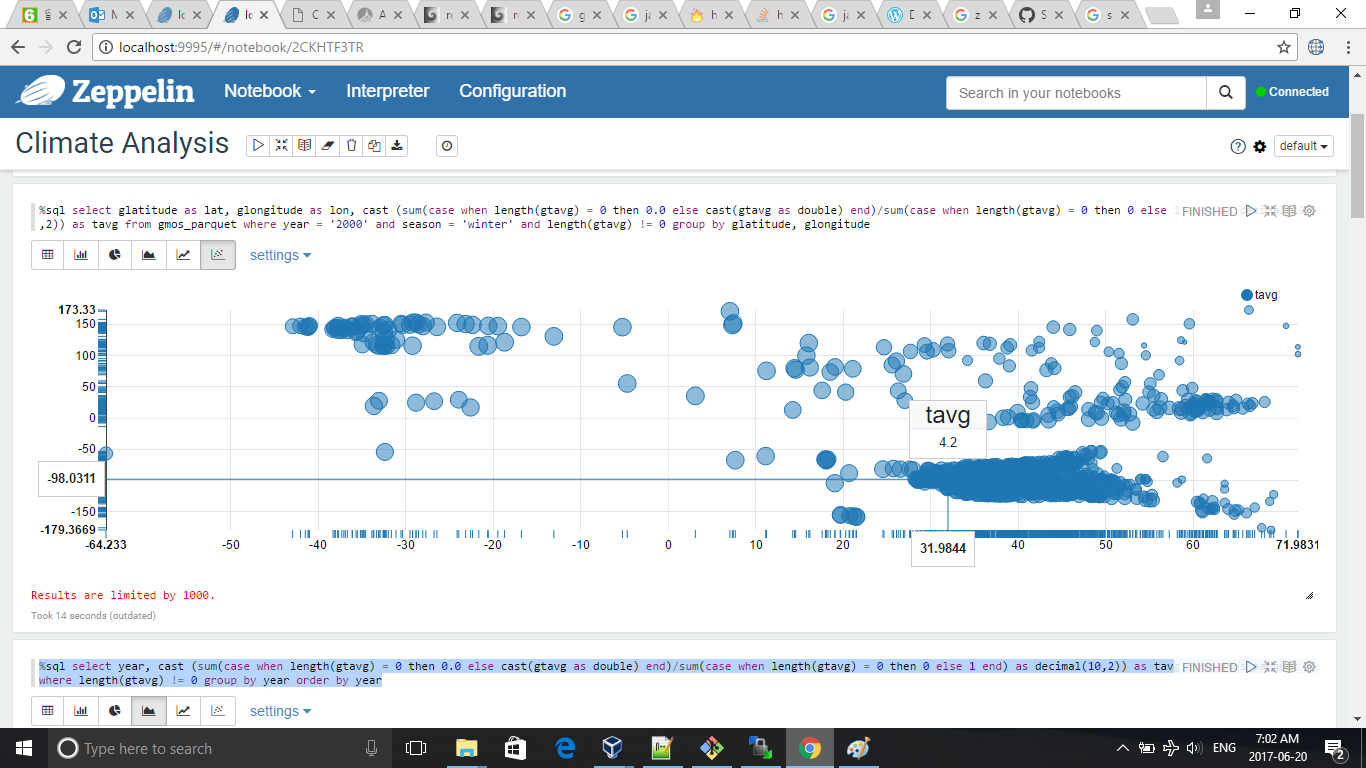 localhost:9995/#/notebook/2CKHTF3TR
Zeppelin Notebook Interpreter Configuration Search in your notebooks Connected
Climate Analysis default
%sql select glatitude as lat, glongitude as lon, cast (sum(case when length(gtavg) = 0 then 0.0 else cast(gtavg as double) end)/sum(case when length(gtavg) = 0 then 0 else FINISHED
,2)) as tavg from gmos_parquet where year = '2000' and season = 'winter' and length(gtavg) != 0 group by glatitude, glongitude
settings
tavg
173.33
150
100
50
0
tavg
4.2
-50
-98.0311
-150
-179.3669
-64.233 -50 -40 -30 -20 -10 0 10 20 31.9844 40 50 60 71.9831
Results are limited by 1000.
Took 14 seconds (outdated)
%sql select year, cast (sum(case when length(gtavg) = 0 then 0.0 else cast(gtavg as double) end)/sum(case when length(gtavg) = 0 then 0 else 1 end) as decimal(10,2)) as tav FINISHED
where length(gtavg) != 0 group by year order by year
settings
Type here to search ENG 7:02 AM
2017-06-20 2